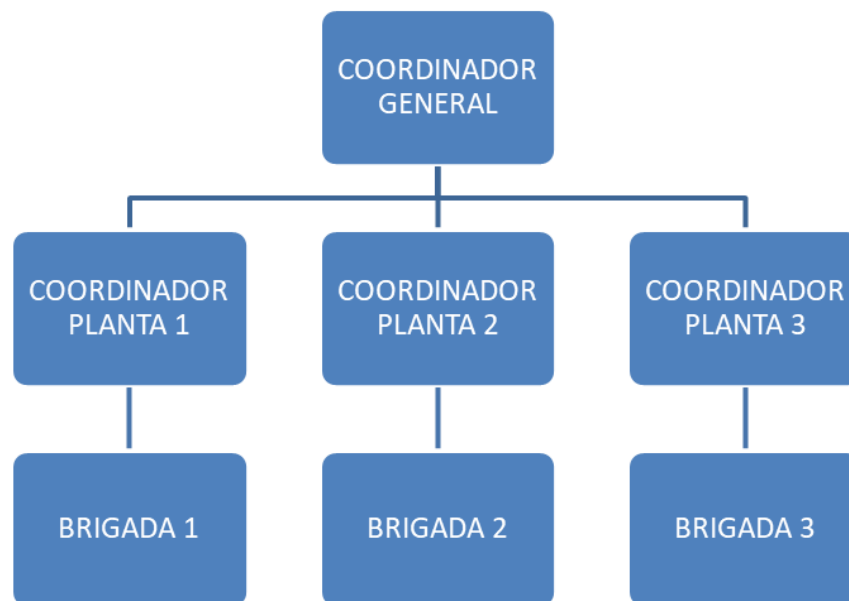 COORDINADOR
GENERAL
COORDINADOR
PLANTA 1
COORDINADOR
PLANTA 2
COORDINADOR
PLANTA 3
BRIGADA 1
BRIGADA 2
BRIGADA 3